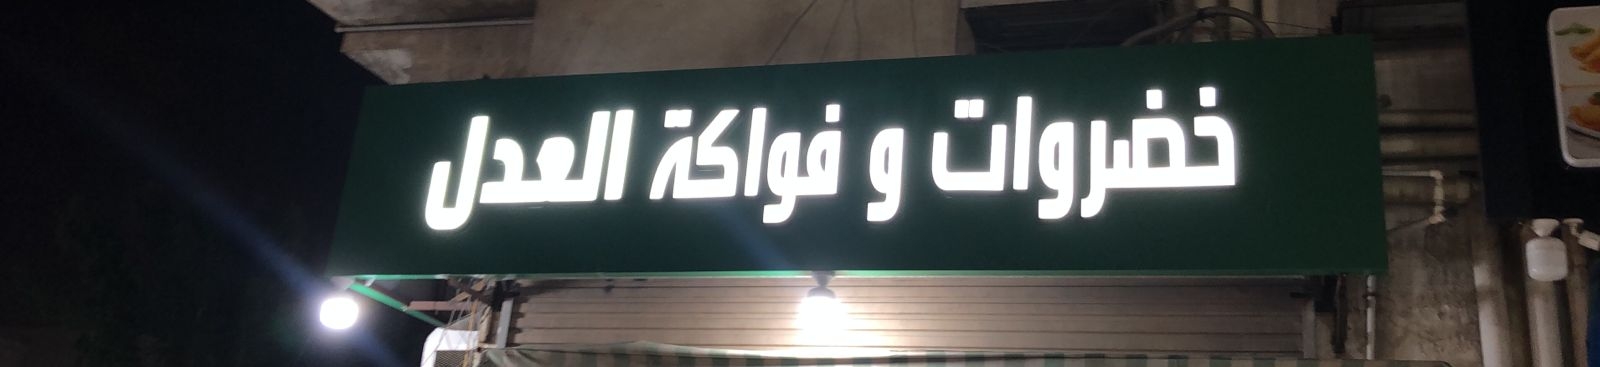 خضروات و فواكة العدل